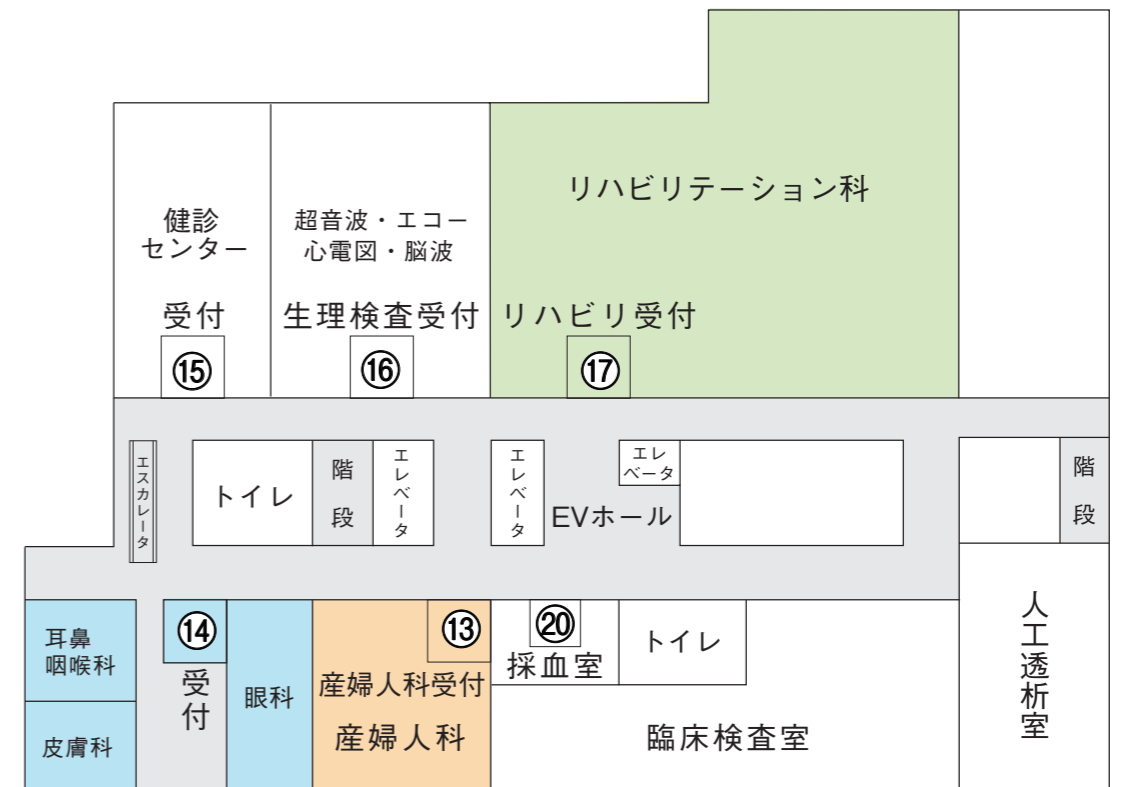 リハビリテーション科
健診
センター
超音波・エコー
心電図・脳波
受付
生理検査受付
リハビリ受付
⑮
⑯
⑰
エスカレータ
トイレ
階段
エレベータ
エレベータ
エレ
ベータ
EVホール
階段
耳鼻
咽喉科
皮膚科
⑭
受付
眼科
⑬
産婦人科受付
産婦人科
⑳
採血室
トイレ
臨床検査室
人工透析室